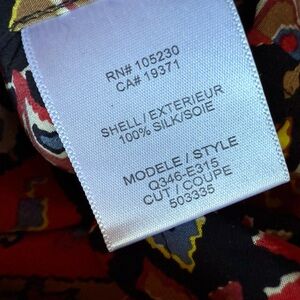 RN# 105230
CA# 19371
SHELL / EXTERIEUR
100% SILK/SOIE
MODELE / STYLE
Q346-E315
CUT / COUPE
503335